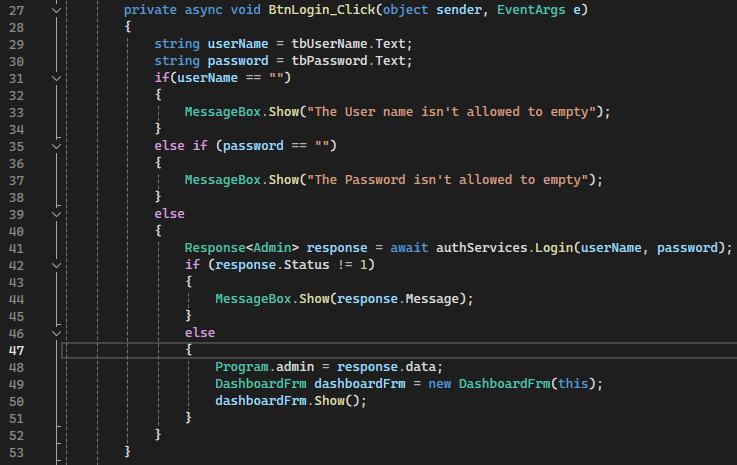 27 private async void BtnLogin_Click(object sender, EventArgs e)
28 {
29 string userName = tbUserName.Text;
30 string password = tbPassword.Text;
31 if(userName == "")
32 {
33 MessageBox.Show("The User name isn't allowed to empty");
34 }
35 else if (password == "")
36 {
37 MessageBox.Show("The Password isn't allowed to empty");
38 }
39 else
40 {
41 Response<Admin> response = await authServices.Login(userName, password);
42 if (response.Status != 1)
43 {
44 MessageBox.Show(response.Message);
45 }
46 else
47 {
48 Program.admin = response.data;
49 DashboardFrm dashboardFrm = new DashboardFrm(this);
50 dashboardFrm.Show();
51 }
52 }
53 }